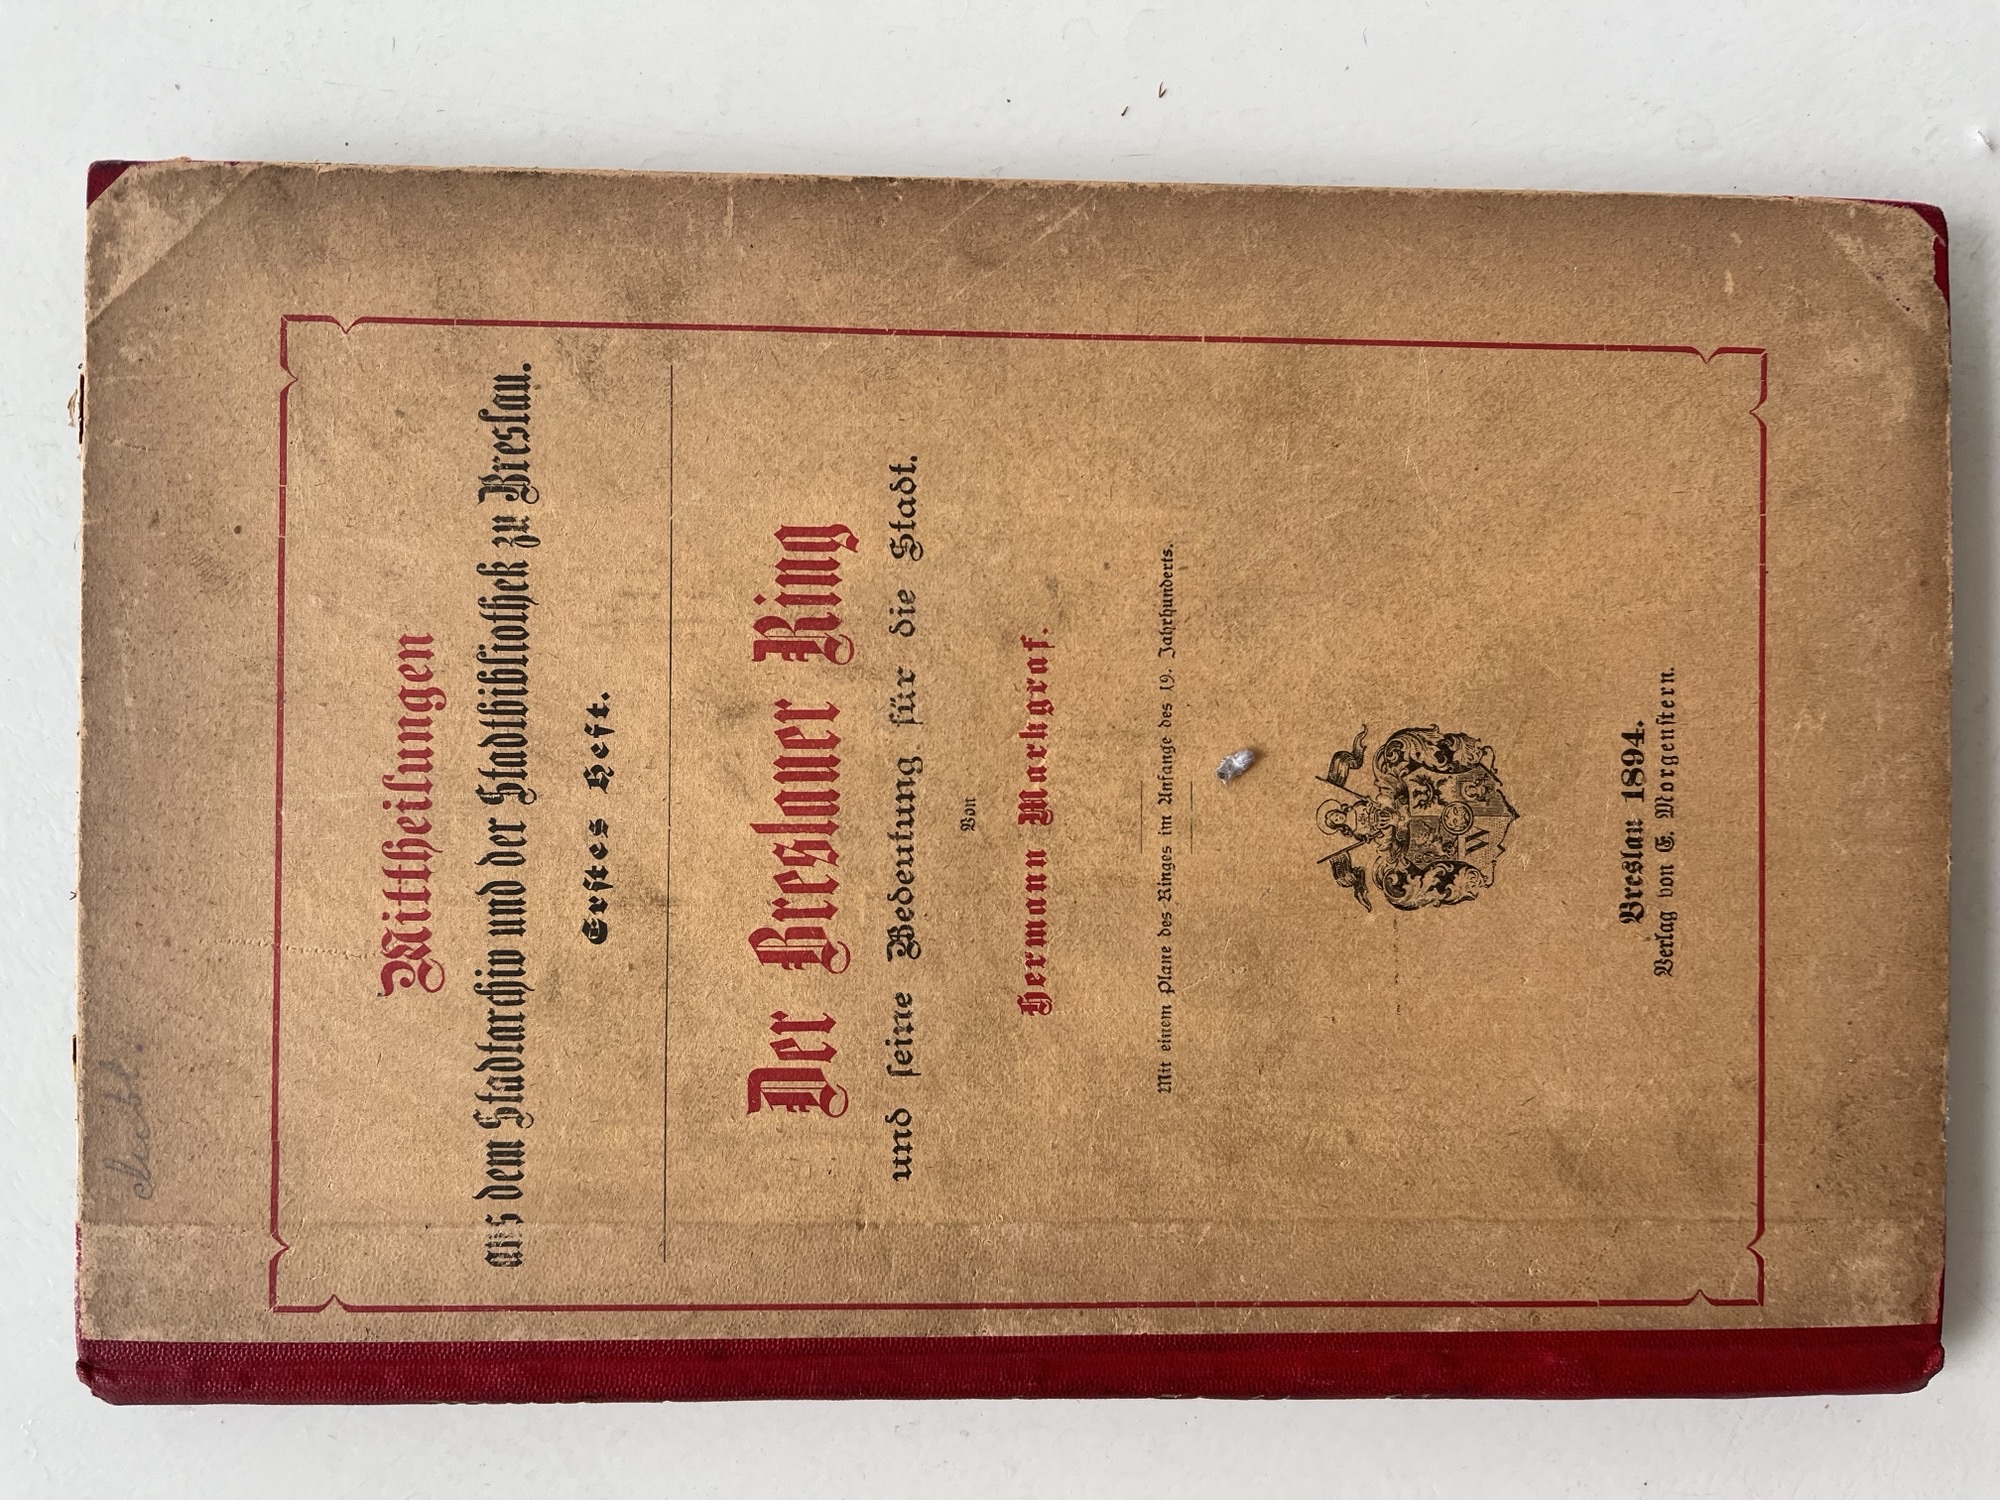 Mittheilungen
aus dem Stadtarchiv und der Stadtbibliothek zu Breslau.
Erstes Heft.
Der Breslauer Ring
und seine Bedeutung für die Stadt.
Von
Hermann Markgraf.
Mit einem Plane des Ringes im Anfange des 19. Jahrhunderts.
W
Breslau 1894.
Verlag von E. Morgenstern.